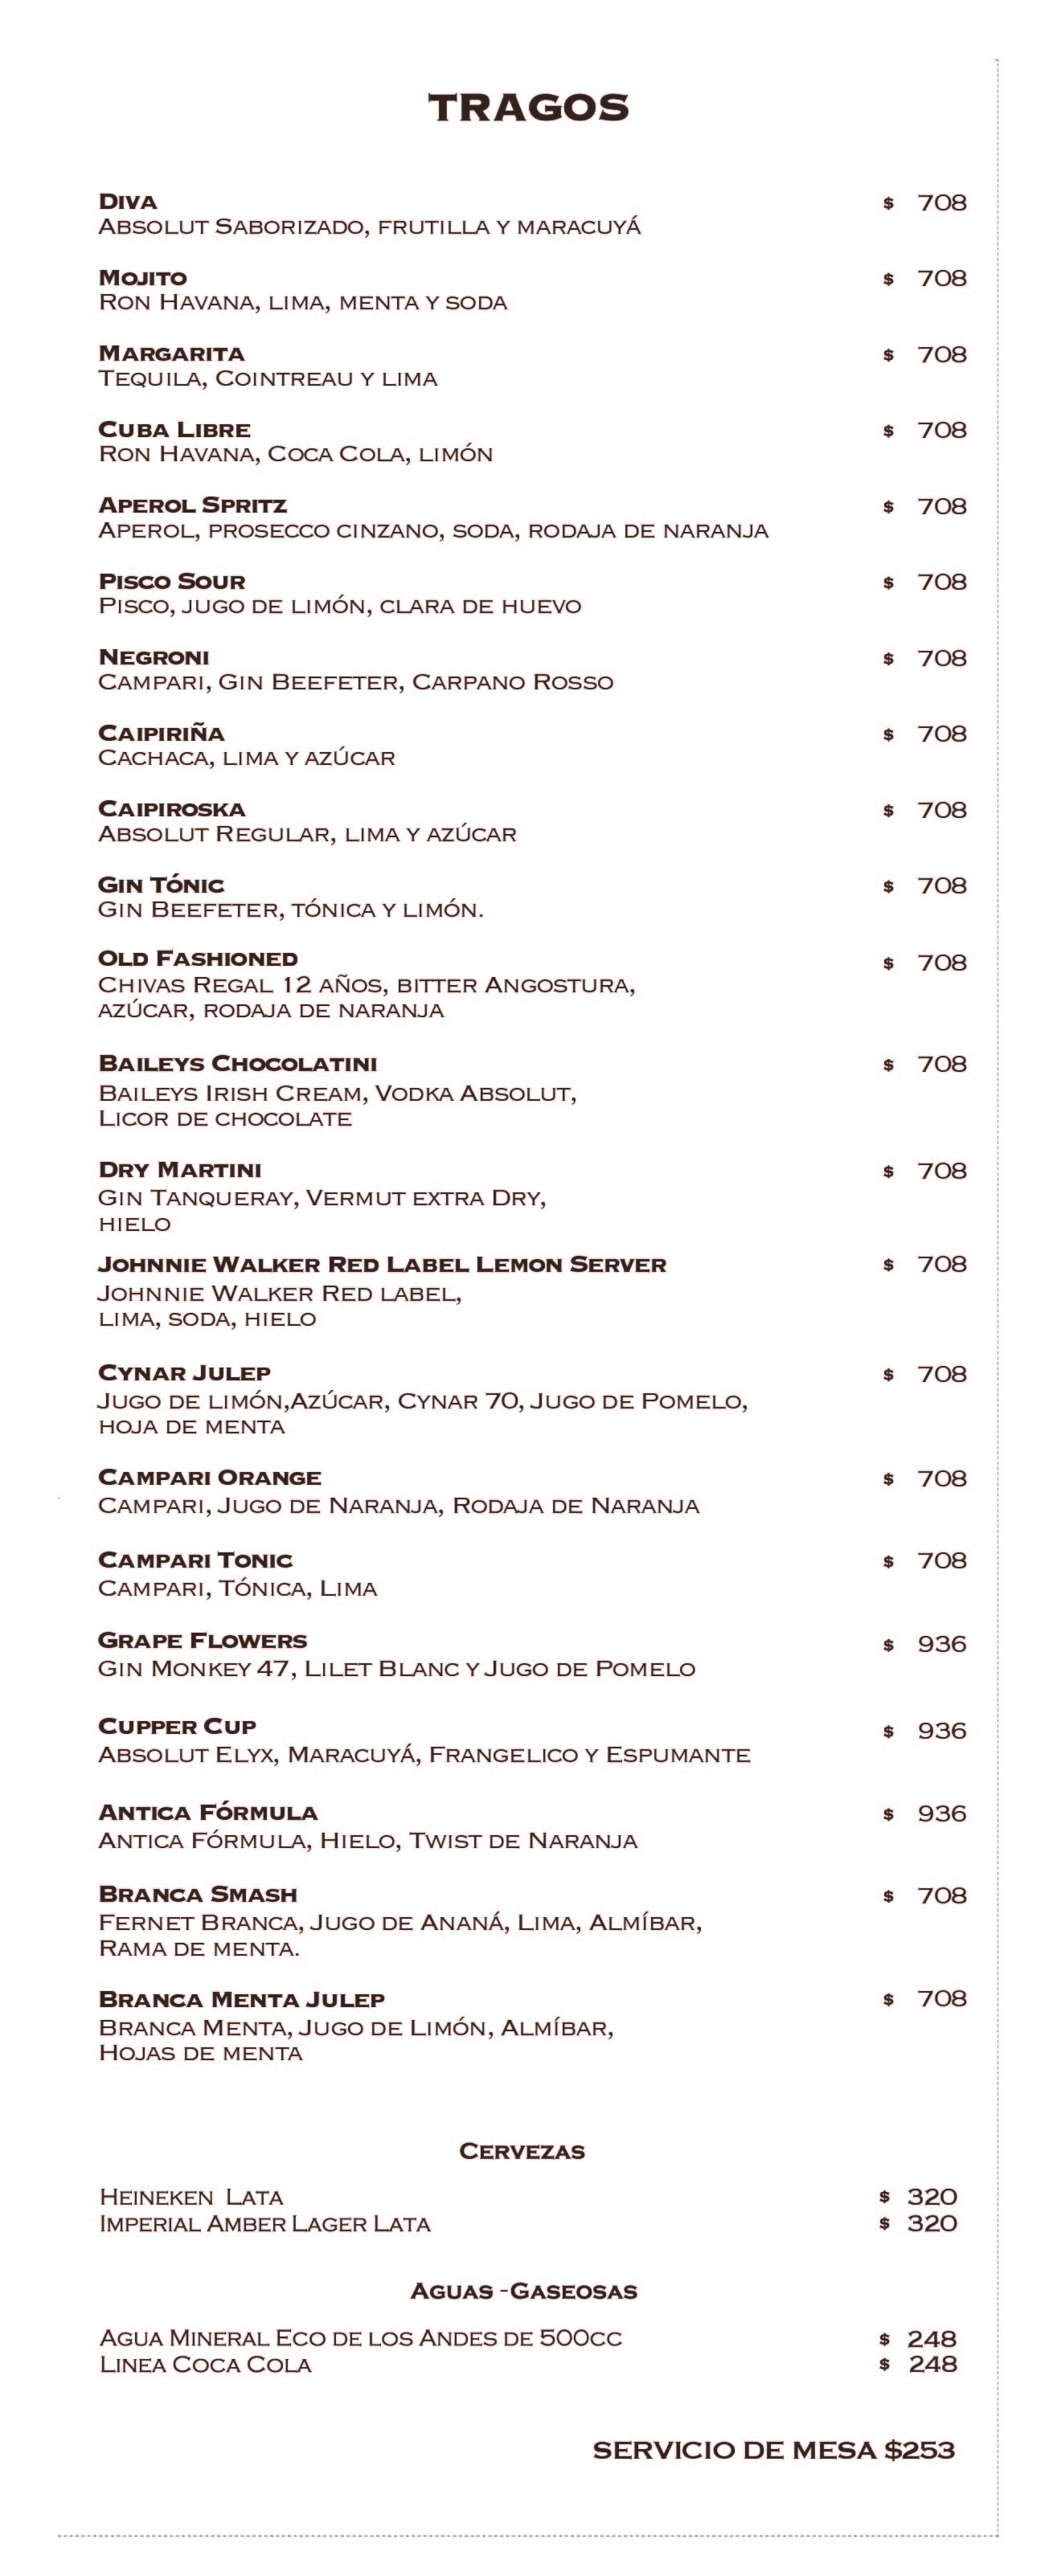 TRAGOS
DIVA $ 708
ABSOLUT SABORIZADO, FRUTILLA Y MARACUYÁ
MOJITO $ 708
RON HAVANA, LIMA, MENTA Y SODA
MARGARITA $ 708
TEQUILA, COINTREAU Y LIMA
CUBA LIBRE $ 708
RON HAVANA, COCA COLA, LIMÓN
APEROL SPRITZ $ 708
APEROL, PROSECCO CINZANO, SODA, RODAJA DE NARANJA
PISCO SOUR $ 708
PISCO, JUGO DE LIMÓN, CLARA DE HUEVO
NEGRONI $ 708
CAMPARI, GIN BEEFETER, CARPANO ROSSO
CAIPIRIÑA $ 708
CACHACA, LIMA Y AZÚCAR
CAIPIROSKA $ 708
ABSOLUT REGULAR, LIMA Y AZÚCAR
GIN TÓNIC $ 708
GIN BEEFETER, TÓNICA Y LIMÓN.
OLD FASHIONED $ 708
CHIVAS REGAL 12 AÑOS, BITTER ANGOSTURA,
AZÚCAR, RODAJA DE NARANJA
BAILEYS CHOCOLATINI $ 708
BAILEYS IRISH CREAM, VODKA ABSOLUT,
LICOR DE CHOCOLATE
DRY MARTINI $ 708
GIN TANQUERAY, VERMUT EXTRA DRY,
HIELO
JOHNNIE WALKER RED LABEL LEMON SERVER $ 708
JOHNNIE WALKER RED LABEL,
LIMA, SODA, HIELO
CYNAR JULEP $ 708
JUGO DE LIMÓN,AZÚCAR, CYNAR 70, JUGO DE POMELO,
HOJA DE MENTA
CAMPARI ORANGE $ 708
CAMPARI, JUGO DE NARANJA, RODAJA DE NARANJA
CAMPARI TONIC $ 708
CAMPARI, TÓNICA, LIMA
GRAPE FLOWERS $ 936
GIN MONKEY 47, LILET BLANC Y JUGO DE POMELO
CUPPER CUP $ 936
ABSOLUT ELYX, MARACUYÁ, FRANGELICO Y ESPUMANTE
ANTICA FÓRMULA $ 936
ANTICA FÓRMULA, HIELO, TWIST DE NARANJA
BRANCA SMASH $ 708
FERNET BRANCA, JUGO DE ANANÁ, LIMA, ALMÍBAR,
RAMA DE MENTA.
BRANCA MENTA JULEP $ 708
BRANCA MENTA, JUGO DE LIMÓN, ALMÍBAR,
HOJAS DE MENTA
CERVEZAS
HEINEKEN LATA $ 320
IMPERIAL AMBER LAGER LATA $ 320
AGUAS -GASEOSAS
AGUA MINERAL ECO DE LOS ANDES DE 500CC $ 248
LINEA COCA COLA $ 248
SERVICIO DE MESA $253